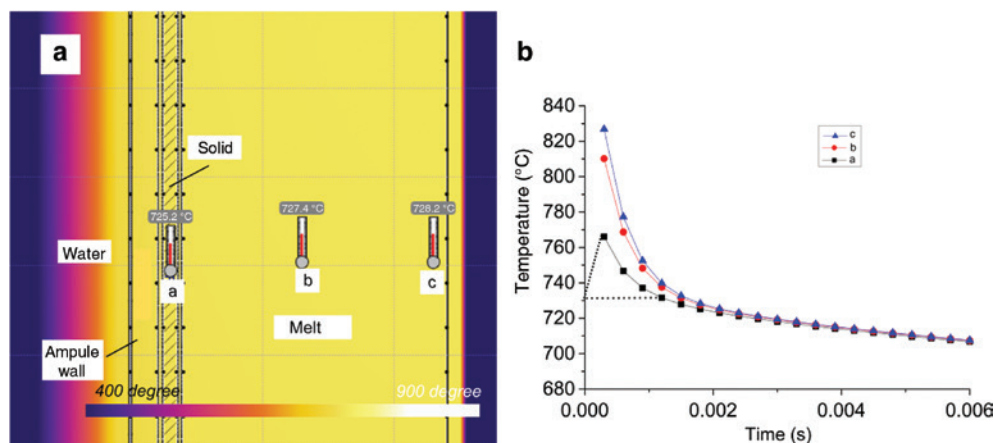 a
Solid
725.2 °C
727.4 °C
728.2 °C
Water
a
b
c
Melt
Ampule
wall
400 degree
900 degree
b
Temperature (°C)
840
820
800
780
760
740
720
700
680
c
b
a
0.000
0.002
0.004
0.006
Time (s)